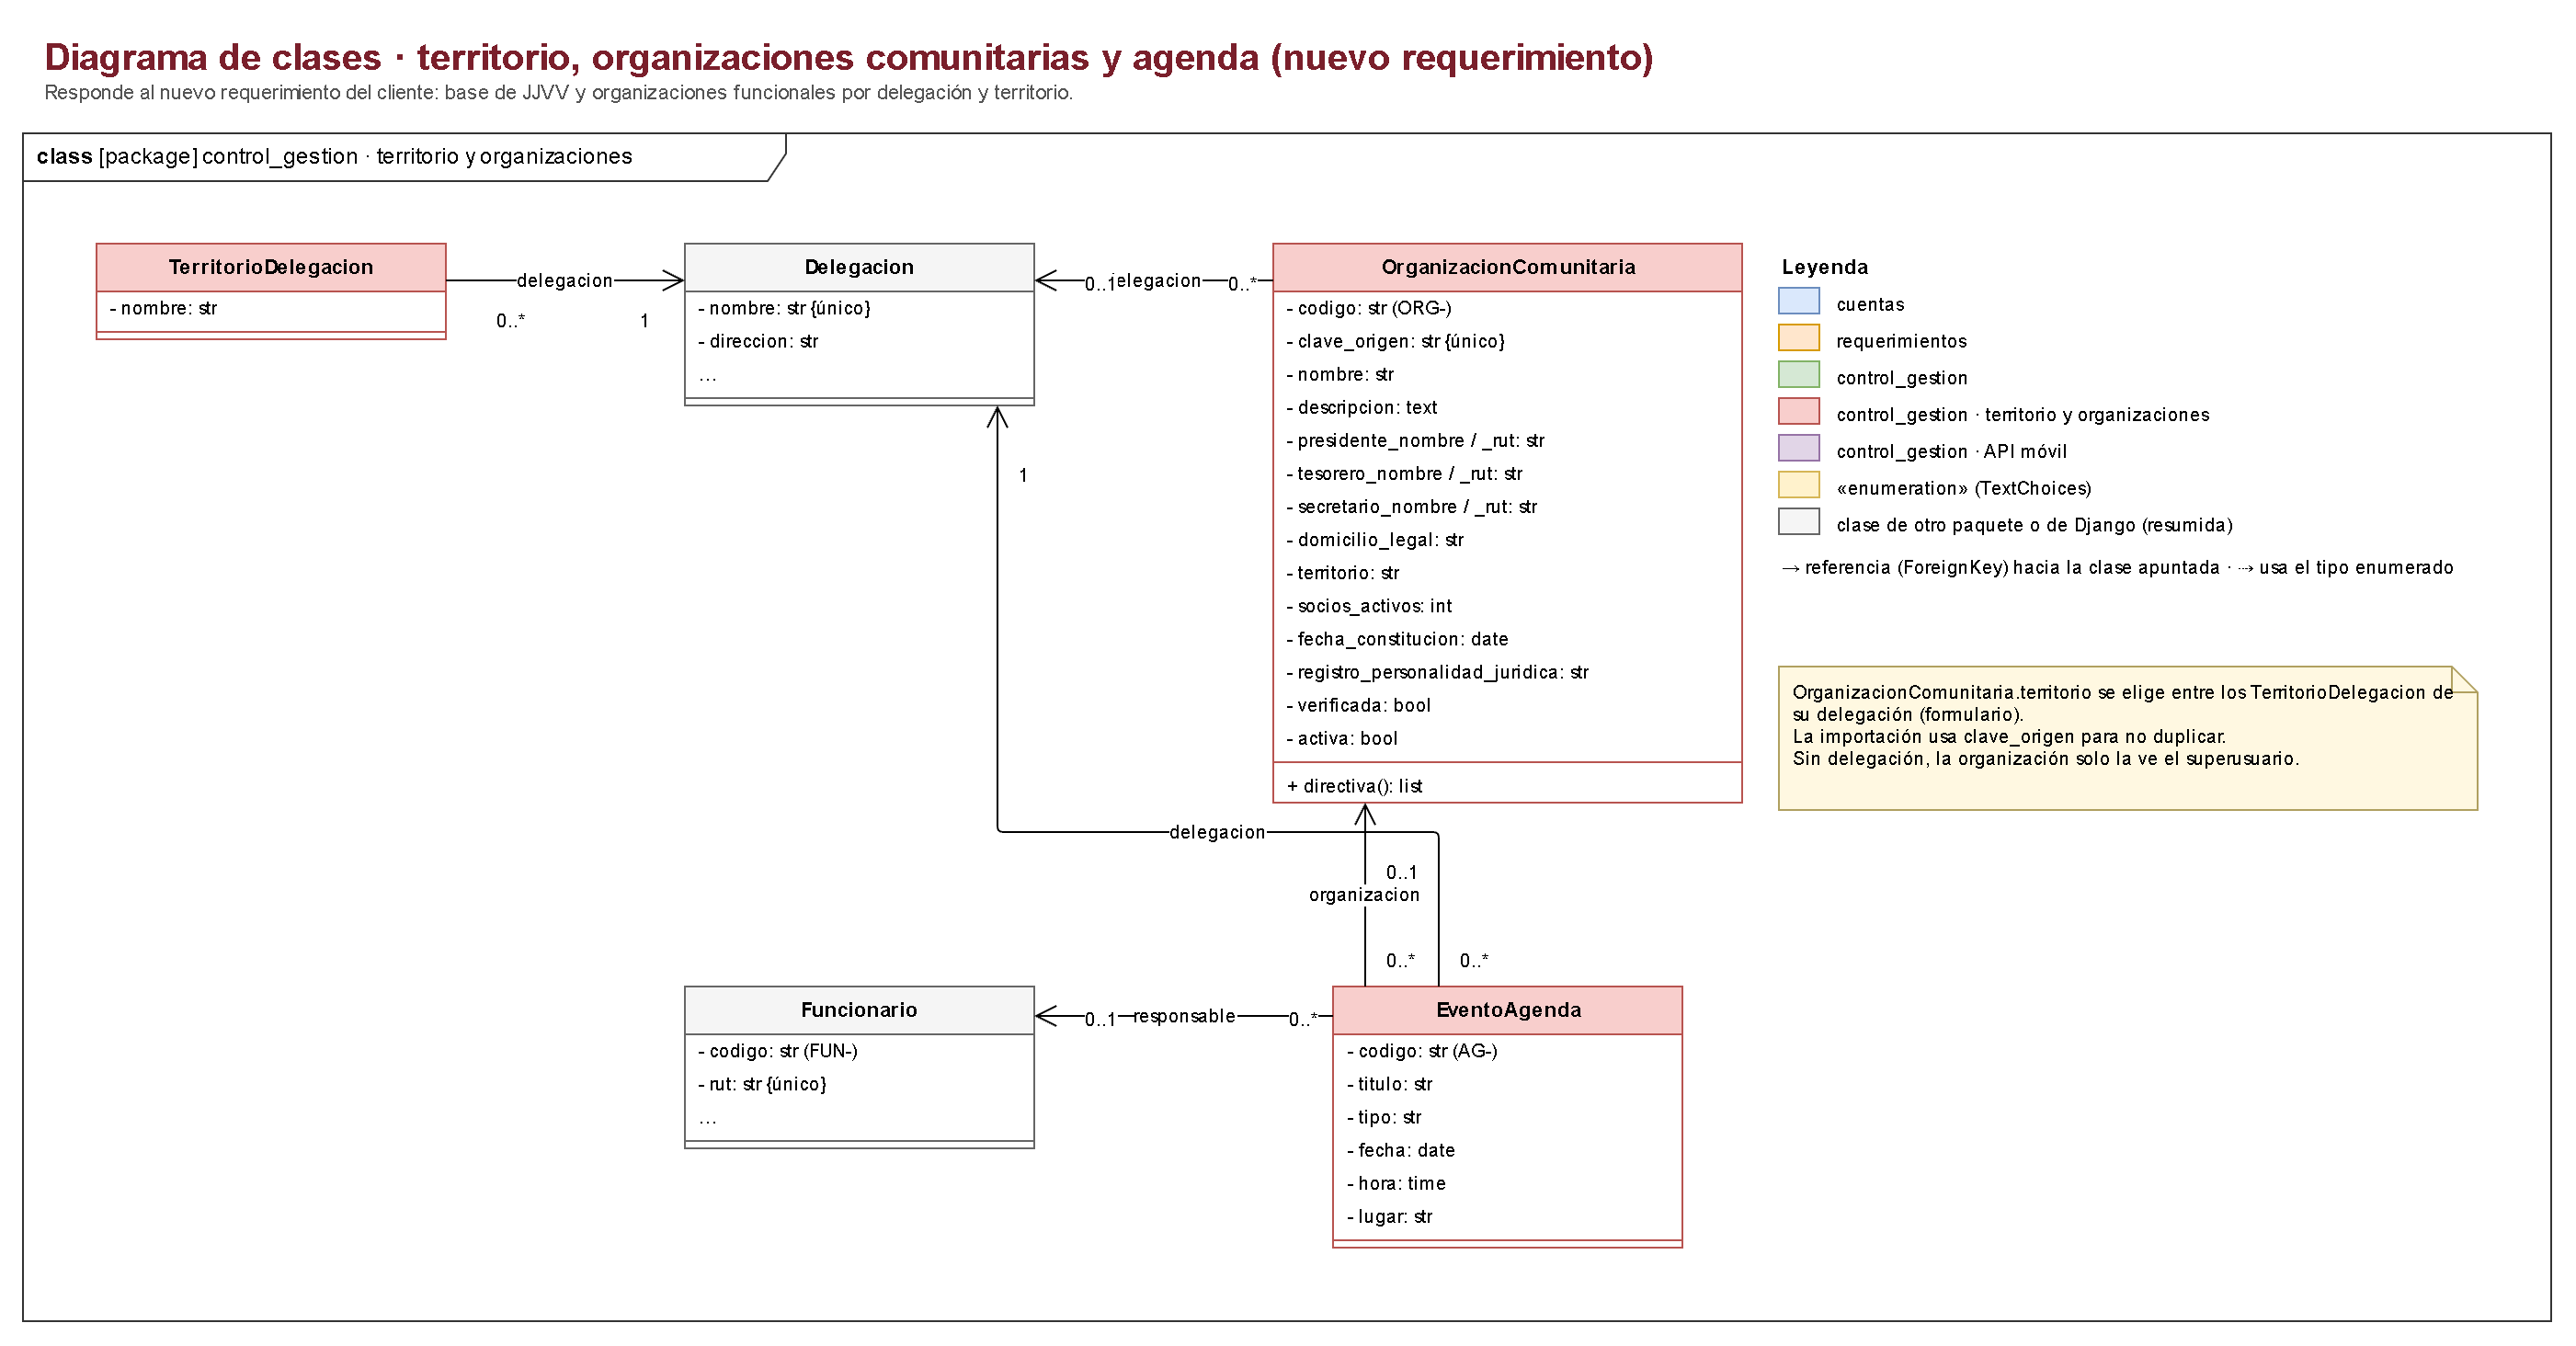 Diagrama de clases · territorio, organizaciones comunitarias y agenda (nuevo requerimiento)
Responde al nuevo requerimiento del cliente: base de JJVV y organizaciones funcionales por delegación y territorio.
class [package] control_gestion · territorio y organizaciones
TerritorioDelegacion
- nombre: str
delegacion
0..*
1
Delegacion
- nombre: str {único}
- direccion: str
...
0..1
elegacion
0..*
OrganizacionComunitaria
- codigo: str (ORG-)
- clave_origen: str {único}
- nombre: str
- descripcion: text
- presidente_nombre / _rut: str
- tesorero_nombre / _rut: str
- secretario_nombre / _rut: str
- domicilio_legal: str
- territorio: str
- socios_activos: int
- fecha_constitucion: date
- registro_personalidad_juridica: str
- verificada: bool
- activa: bool
+ directiva(): list
Leyenda
cuentas
requerimientos
control_gestion
control_gestion · territorio y organizaciones
control_gestion · API móvil
«enumeration» (TextChoices)
clase de otro paquete o de Django (resumida)
→ referencia (ForeignKey) hacia la clase apuntada · ⇢ usa el tipo enumerado
OrganizacionComunitaria.territorio se elige entre los TerritorioDelegacion de
su delegación (formulario).
La importación usa clave_origen para no duplicar.
Sin delegación, la organización solo la ve el superusuario.
1
delegacion
0..1
organizacion
0..*
0..*
Funcionario
- codigo: str (FUN-)
- rut: str {único}
...
0..1
responsable
0..*
EventoAgenda
- codigo: str (AG-)
- titulo: str
- tipo: str
- fecha: date
- hora: time
- lugar: str